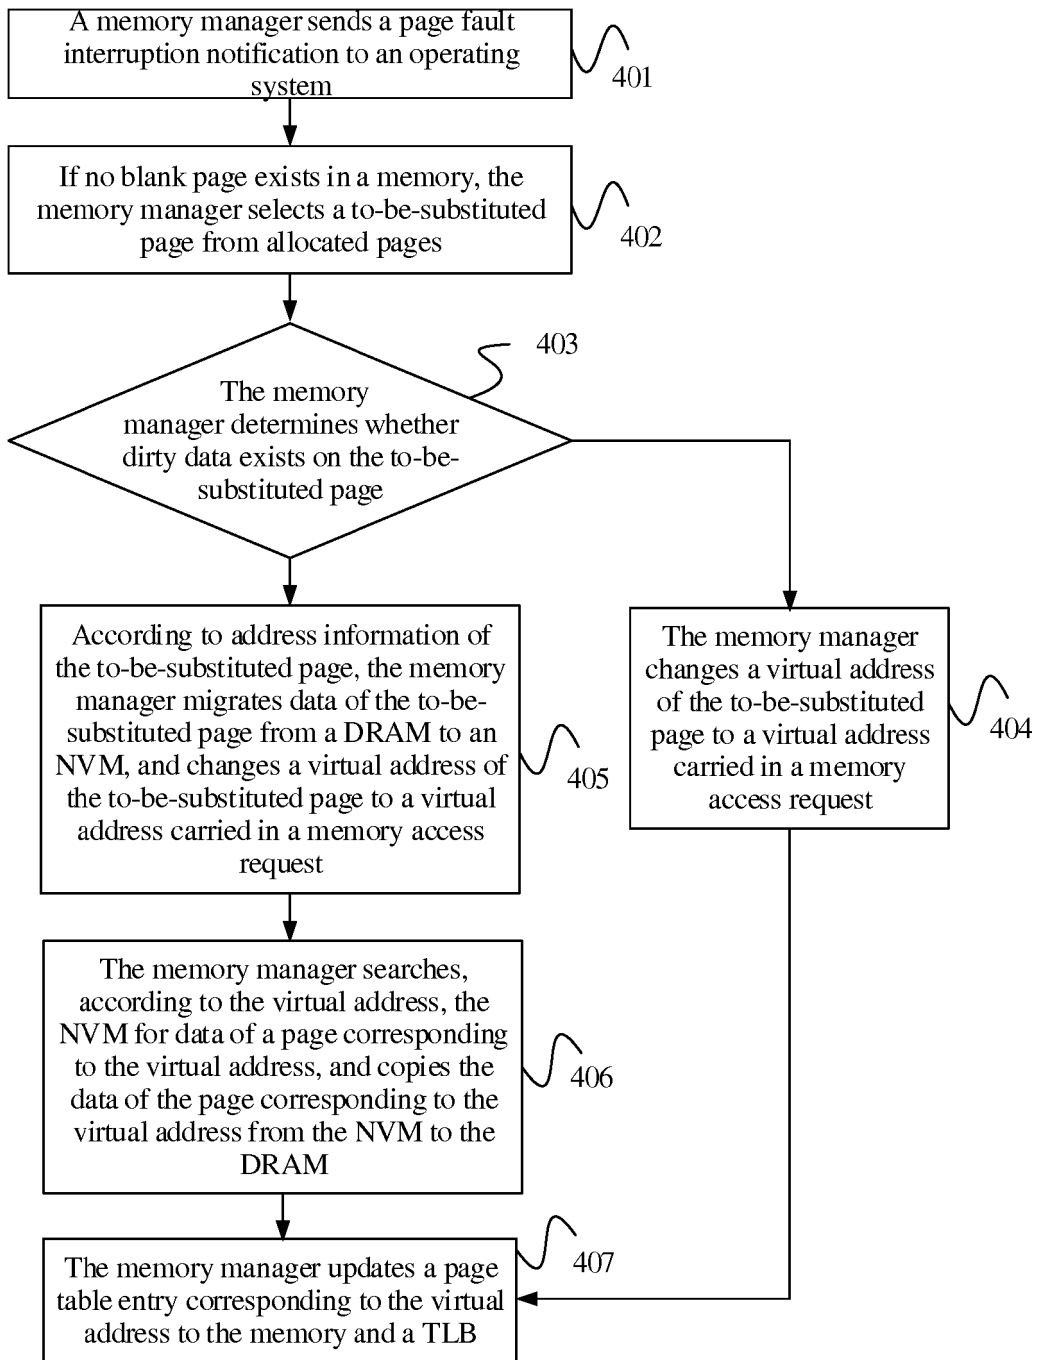 A memory manager sends a page fault
interruption notification to an operating
system
401
If no blank page exists in a memory, the
memory manager selects a to-be-substituted
page from allocated pages
402
403
The memory
manager determines whether
dirty data exists on the to-be-
substituted page
According to address information of
the to-be-substituted page, the memory
manager migrates data of the to-be-
substituted page from a DRAM to an
NVM, and changes a virtual address of
the to-be-substituted page to a virtual
address carried in a memory access
request
405
The memory manager
changes a virtual address
of the to-be-substituted
page to a virtual address
carried in a memory
access request
404
The memory manager searches,
according to the virtual address, the
NVM for data of a page corresponding
to the virtual address, and copies the
data of the page corresponding to the
virtual address from the NVM to the
DRAM
406
The memory manager updates a page
table entry corresponding to the virtual
address to the memory and a TLB
407